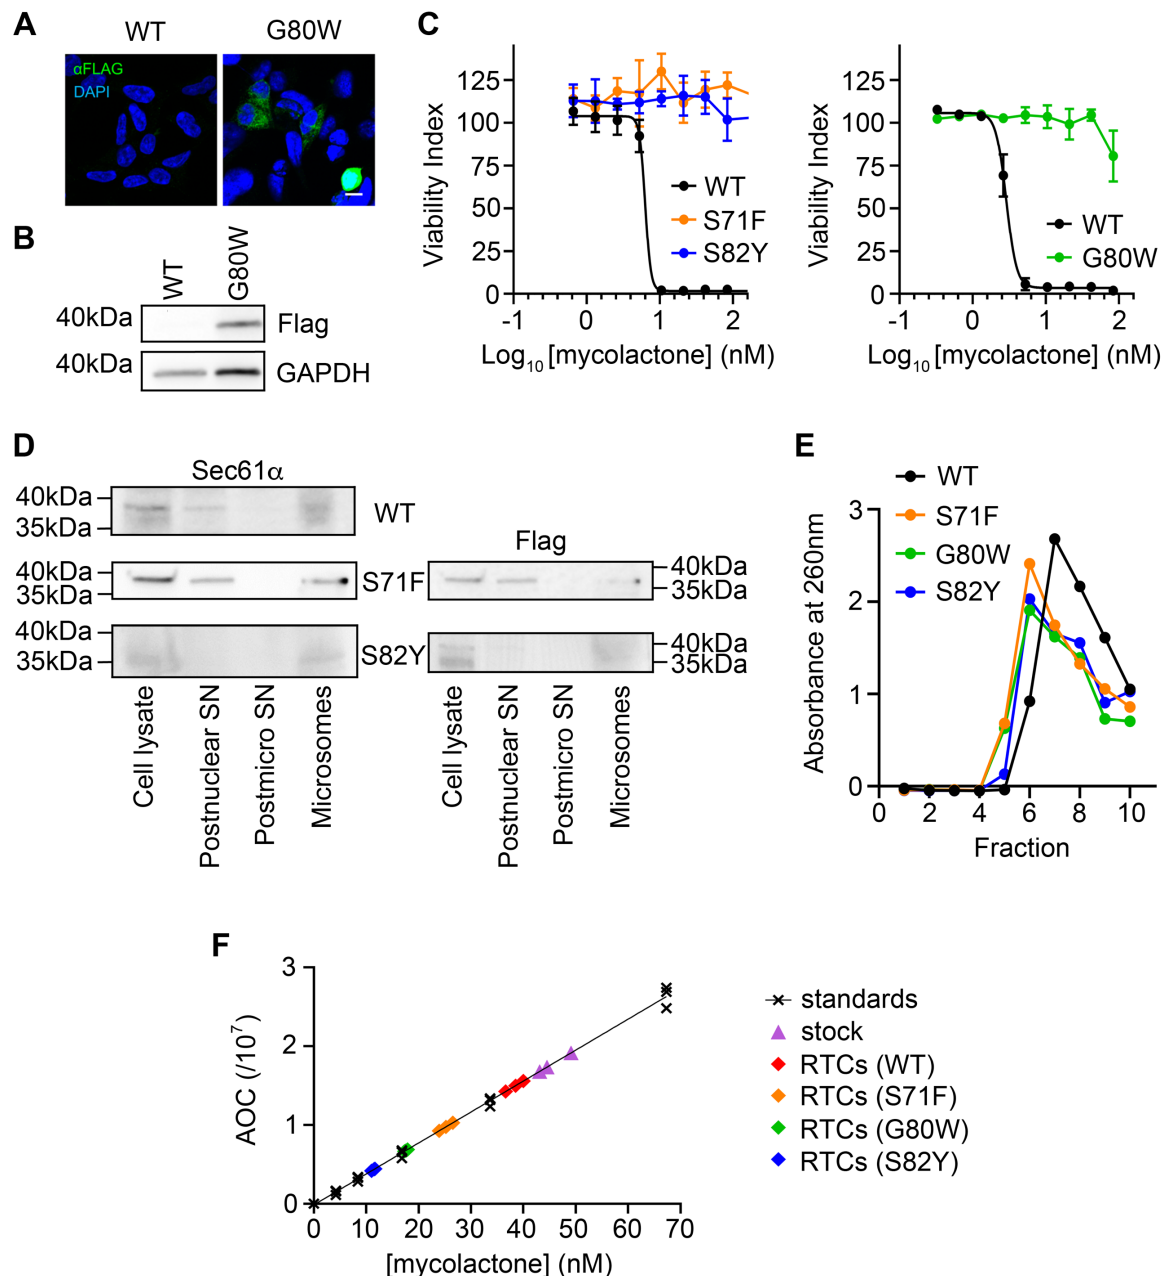 A
WT
G80W
αFLAG
DAPI
B
WT
G80W
40kDa
Flag
40kDa
GAPDH
C
Viability Index
125
100
75
50
25
0
-1
0
1
2
Log10 [mycolactone] (nM)
WT
S71F
S82Y
Viability Index
125
100
75
50
25
0
-1
0
1
2
Log10 [mycolactone] (nM)
WT
G80W
D
Sec61α
40kDa
35kDa
WT
Flag
40kDa
35kDa
S71F
40kDa
35kDa
40kDa
35kDa
S82Y
40kDa
35kDa
Cell lysate
Postnuclear SN
Postmicro SN
Microsomes
Cell lysate
Postnuclear SN
Postmicro SN
Microsomes
E
WT
S71F
G80W
S82Y
Absorbance at 260nm
3
2
1
0
0
2
4
6
8
10
Fraction
F
AOC (/10⁷)
3
2
1
0
0
10
20
30
40
50
60
70
[mycolactone] (nM)
standards
stock
RTCs (WT)
RTCs (S71F)
RTCs (G80W)
RTCs (S82Y)